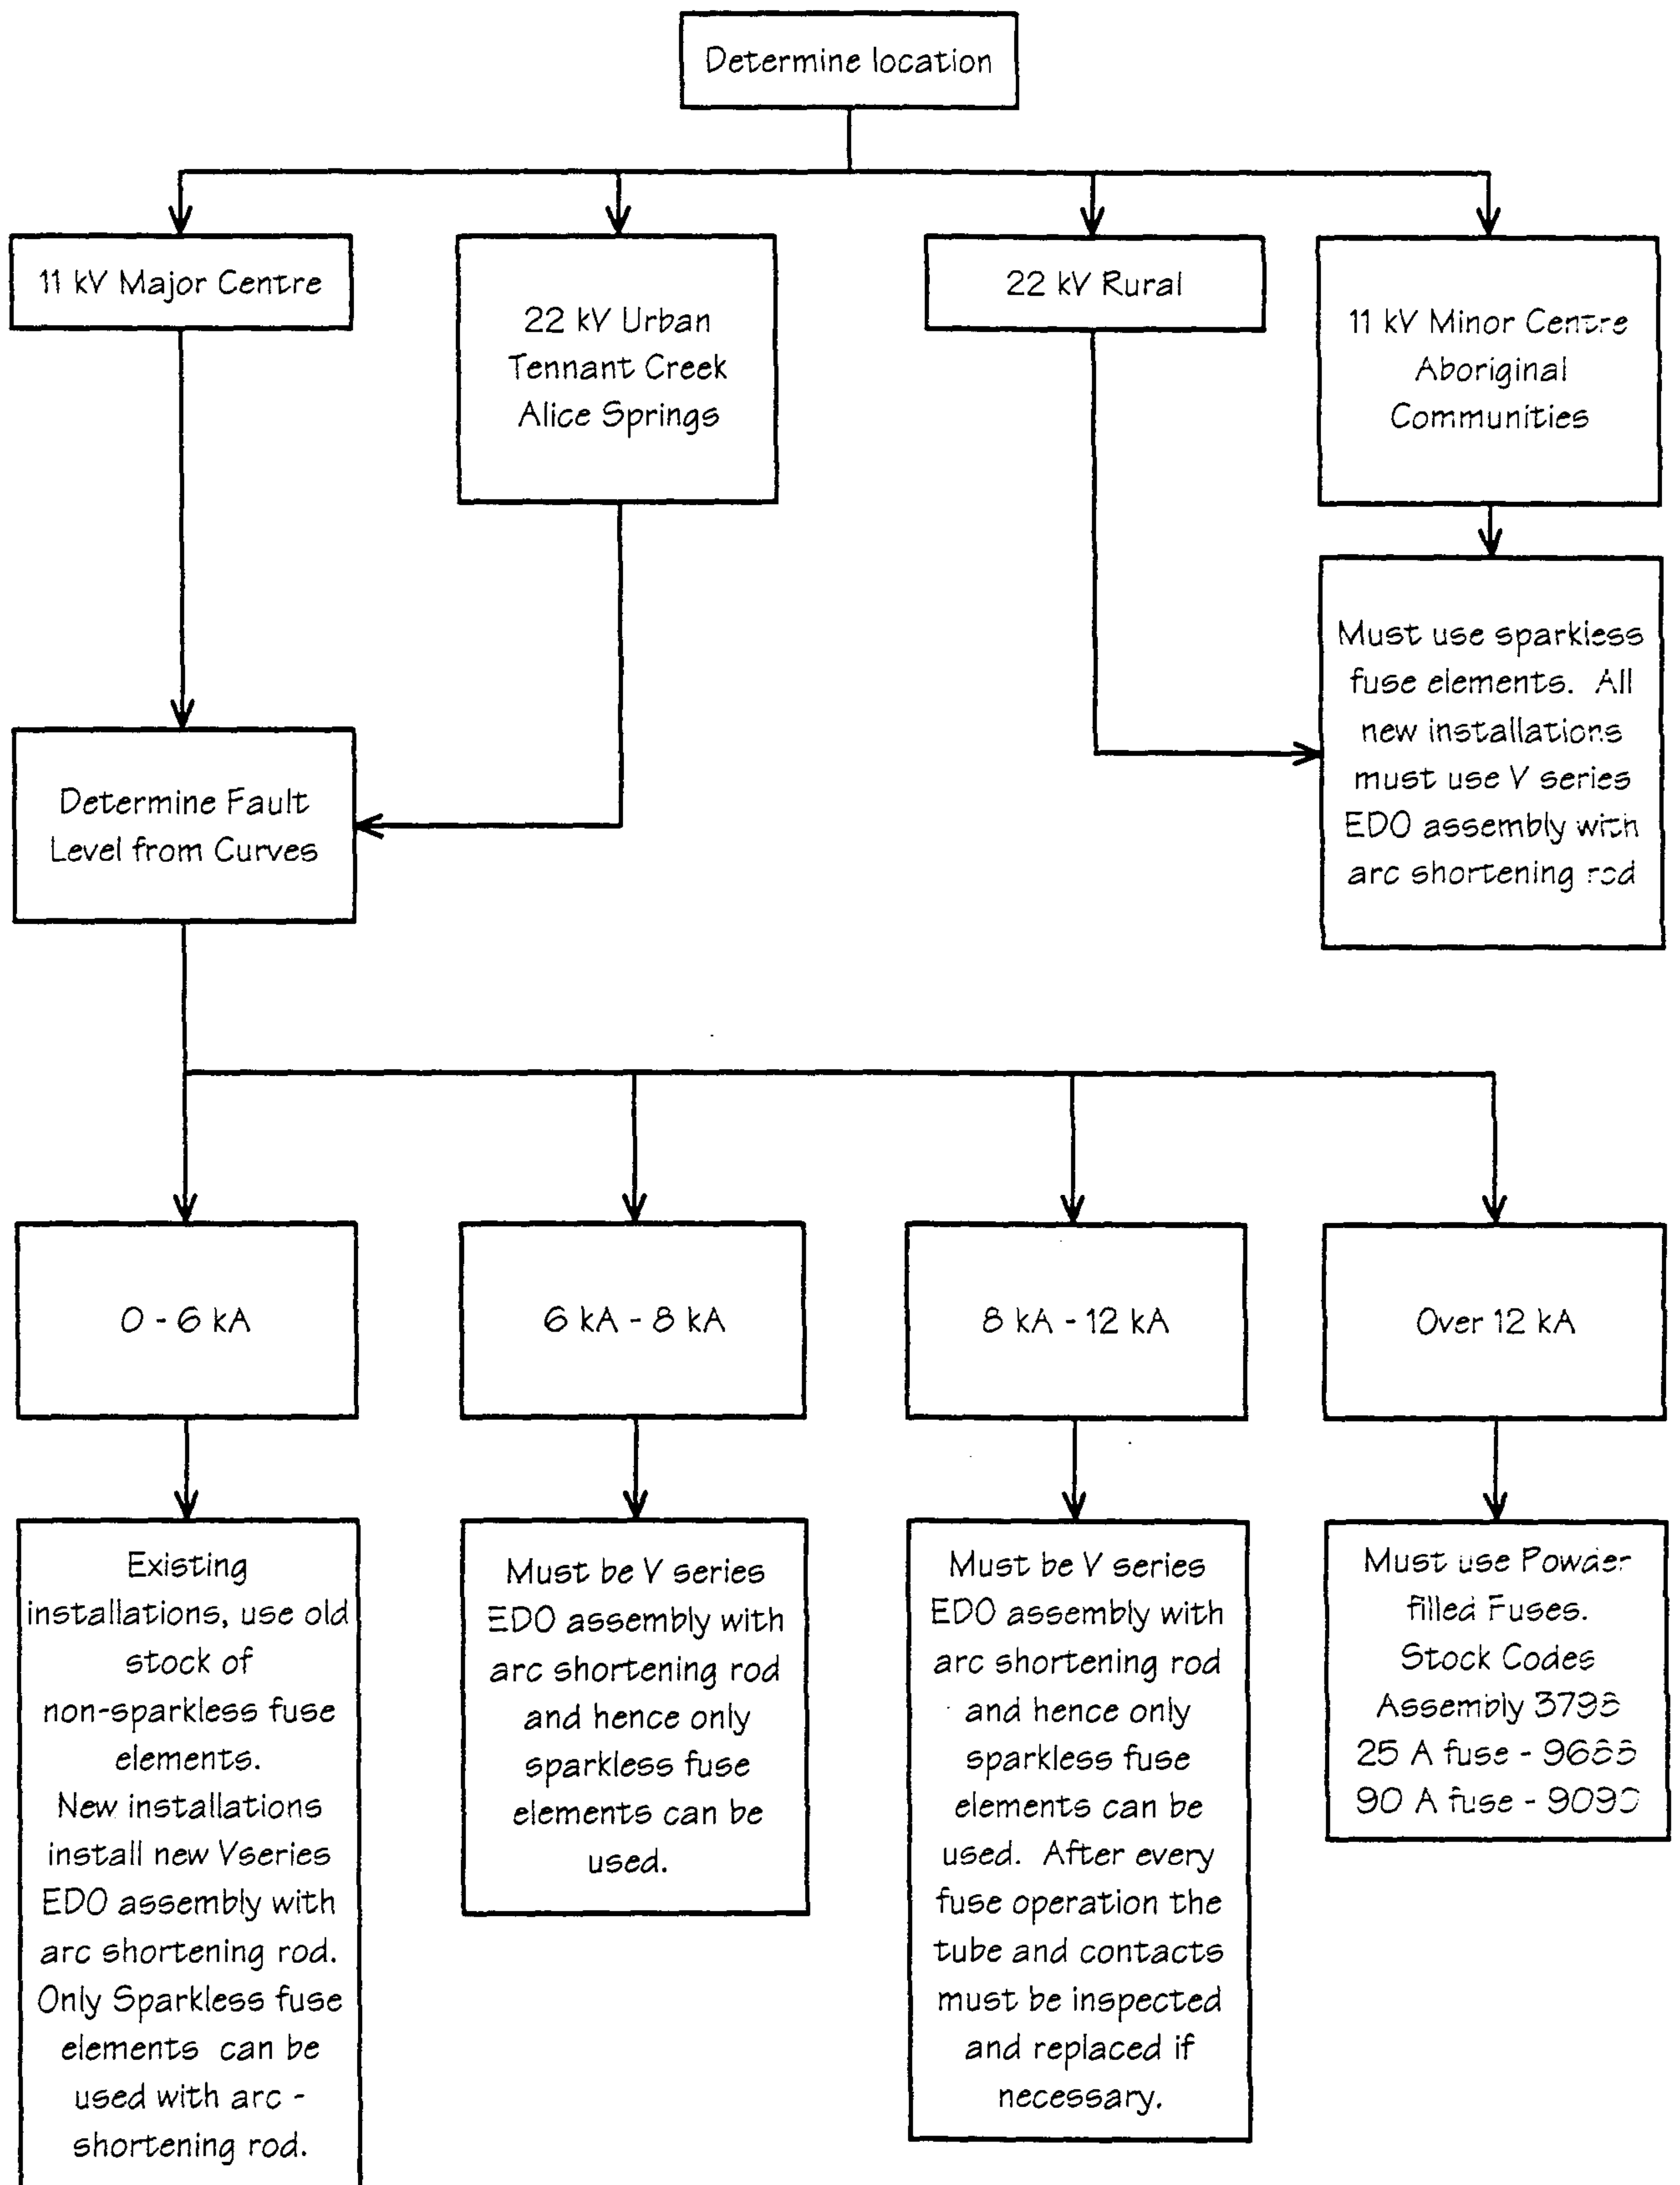 Determine location
11 kV Major Centre
22 kV Urban
Tennant Creek
Alice Springs
22 kV Rural
11 kV Minor Centre
Aboriginal
Communities
Must use sparkless
fuse elements. All
new installations
must use V series
EDO assembly with
arc shortening rod
Determine Fault
Level from Curves
0 - 6 kA
6 kA - 8 kA
8 kA - 12 kA
Over 12 kA
Existing
installations, use old
stock of
non-sparkless fuse
elements.
New installations
install new Vseries
EDO assembly with
arc shortening rod.
Only Sparkless fuse
elements can be
used with arc -
shortening rod.
Must be V series
EDO assembly with
arc shortening rod
and hence only
sparkless fuse
elements can be
used.
Must be V series
EDO assembly with
arc shortening rod
and hence only
sparkless fuse
elements can be
used. After every
fuse operation the
tube and contacts
must be inspected
and replaced if
necessary.
Must use Powder
filled Fuses.
Stock Codes
Assembly
25 A fuse -
90 A fuse -